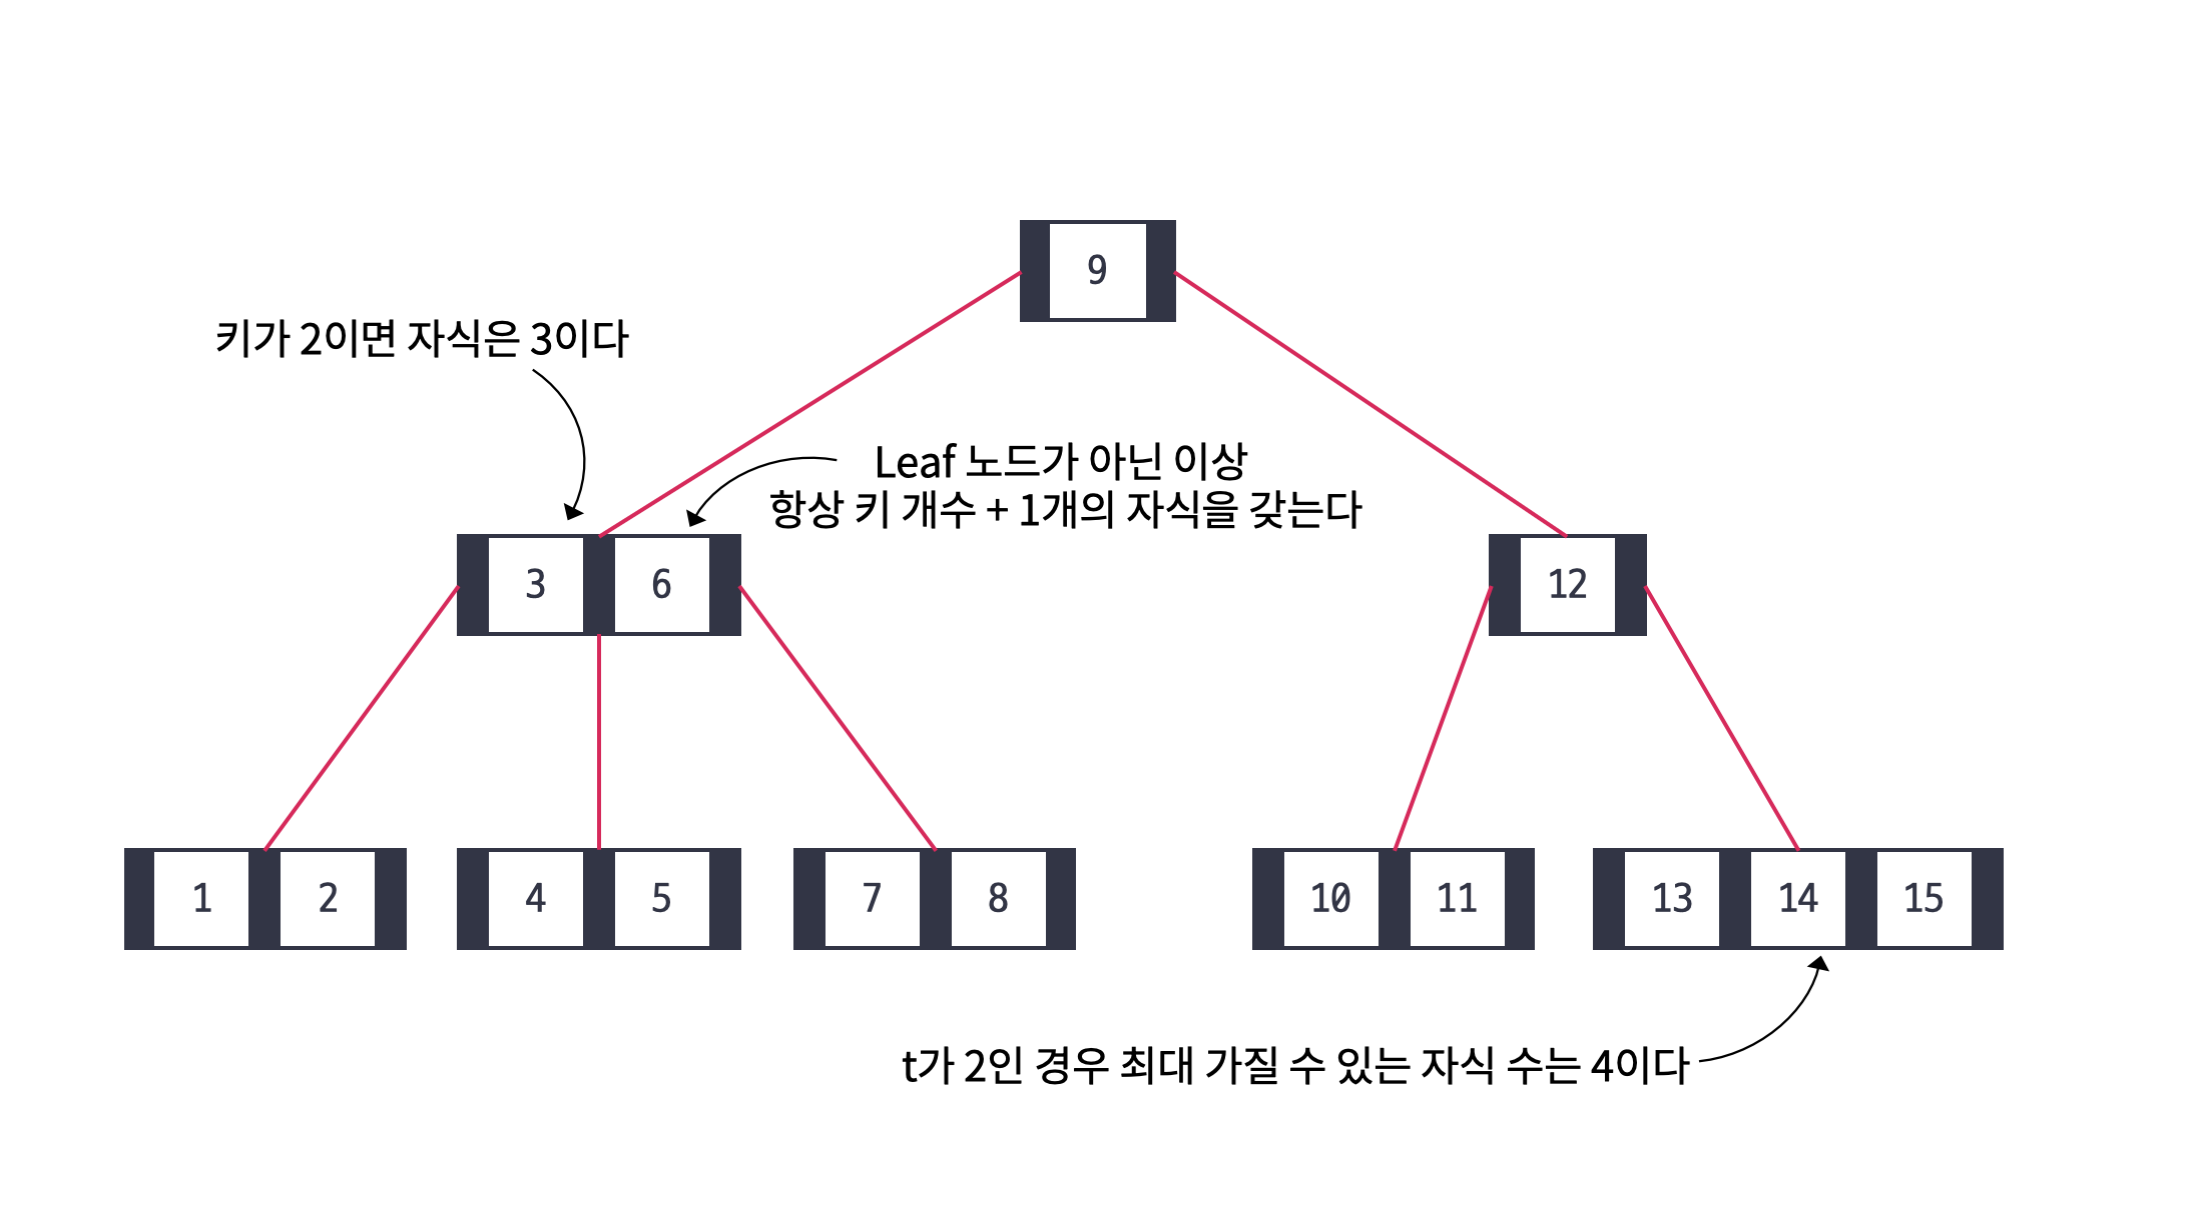 9
키가 2이면 자식은 3이다
Leaf 노드가 아닌 이상
항상 키 개수 + 1개의 자식을 갖는다
3 6
12
1 2
4 5
7 8
10 11
13 14 15
t가 2인 경우 최대 가질 수 있는 자식 수는 4이다